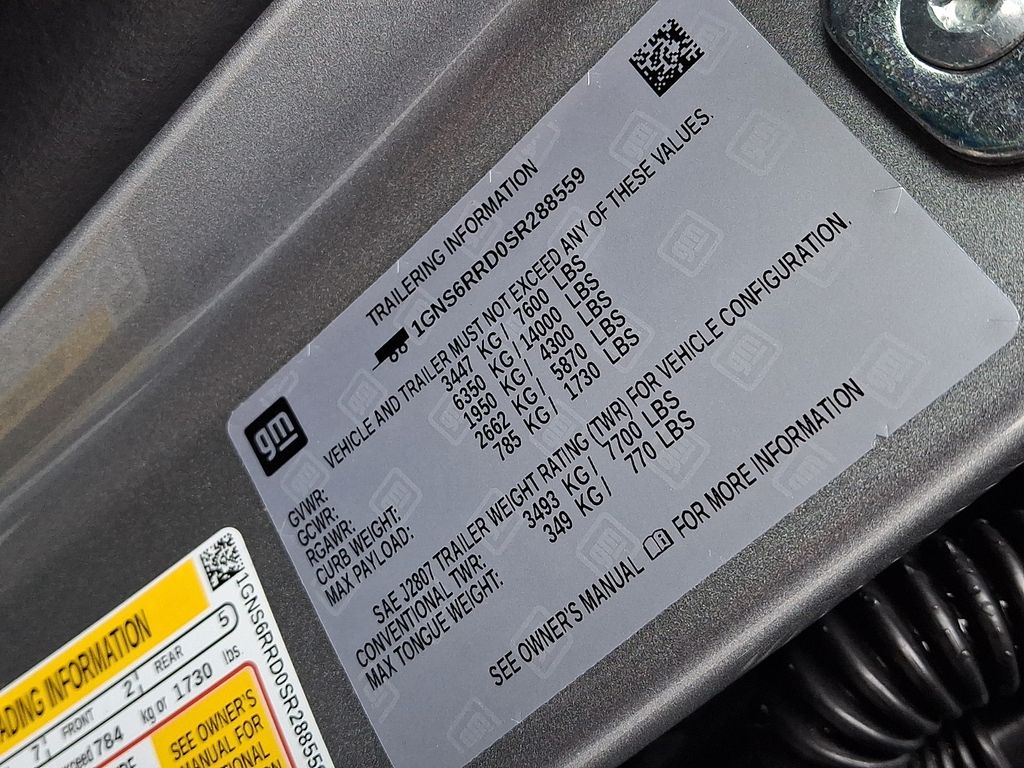 gm
TRAILERING INFORMATION
1GNS6RRD0SR288559
VEHICLE AND TRAILER MUST NOT EXCEED ANY OF THESE VALUES.
GVWR: 3447 KG / 7600 LBS
GCWR: 6350 KG / 14000 LBS
RGAWR: 1950 KG / 4300 LBS
CURB WEIGHT: 2662 KG / 5870 LBS
MAX PAYLOAD: 785 KG / 1730 LBS
SAE J2807 TRAILER WEIGHT RATING (TWR) FOR VEHICLE CONFIGURATION.
CONVENTIONAL TWR: 3493 KG / 7700 LBS
MAX TONGUE WEIGHT: 349 KG / 770 LBS
SEE OWNER'S MANUAL FOR MORE INFORMATION
ADING INFORMATION
7 FRONT 2 REAR 5
xceed 784 kg or 1730 lbs.
SEE OWNER'S
MANUAL FOR
1GNS6RRD0SR28855